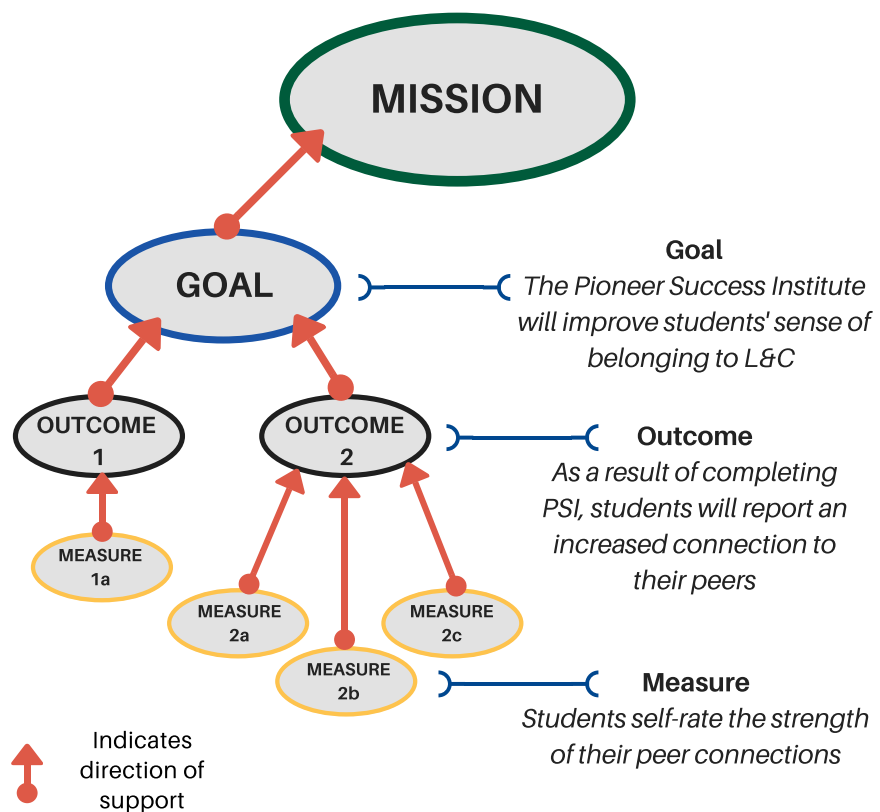 MISSION
GOAL
Goal
The Pioneer Success Institute
will improve students' sense of
belonging to L&C
OUTCOME
1
OUTCOME
2
Outcome
As a result of completing
PSI, students will report an
increased connection to
their peers
MEASURE
1a
MEASURE
2a
MEASURE
2b
MEASURE
2c
Measure
Students self-rate the strength
of their peer connections
Indicates
direction of
support